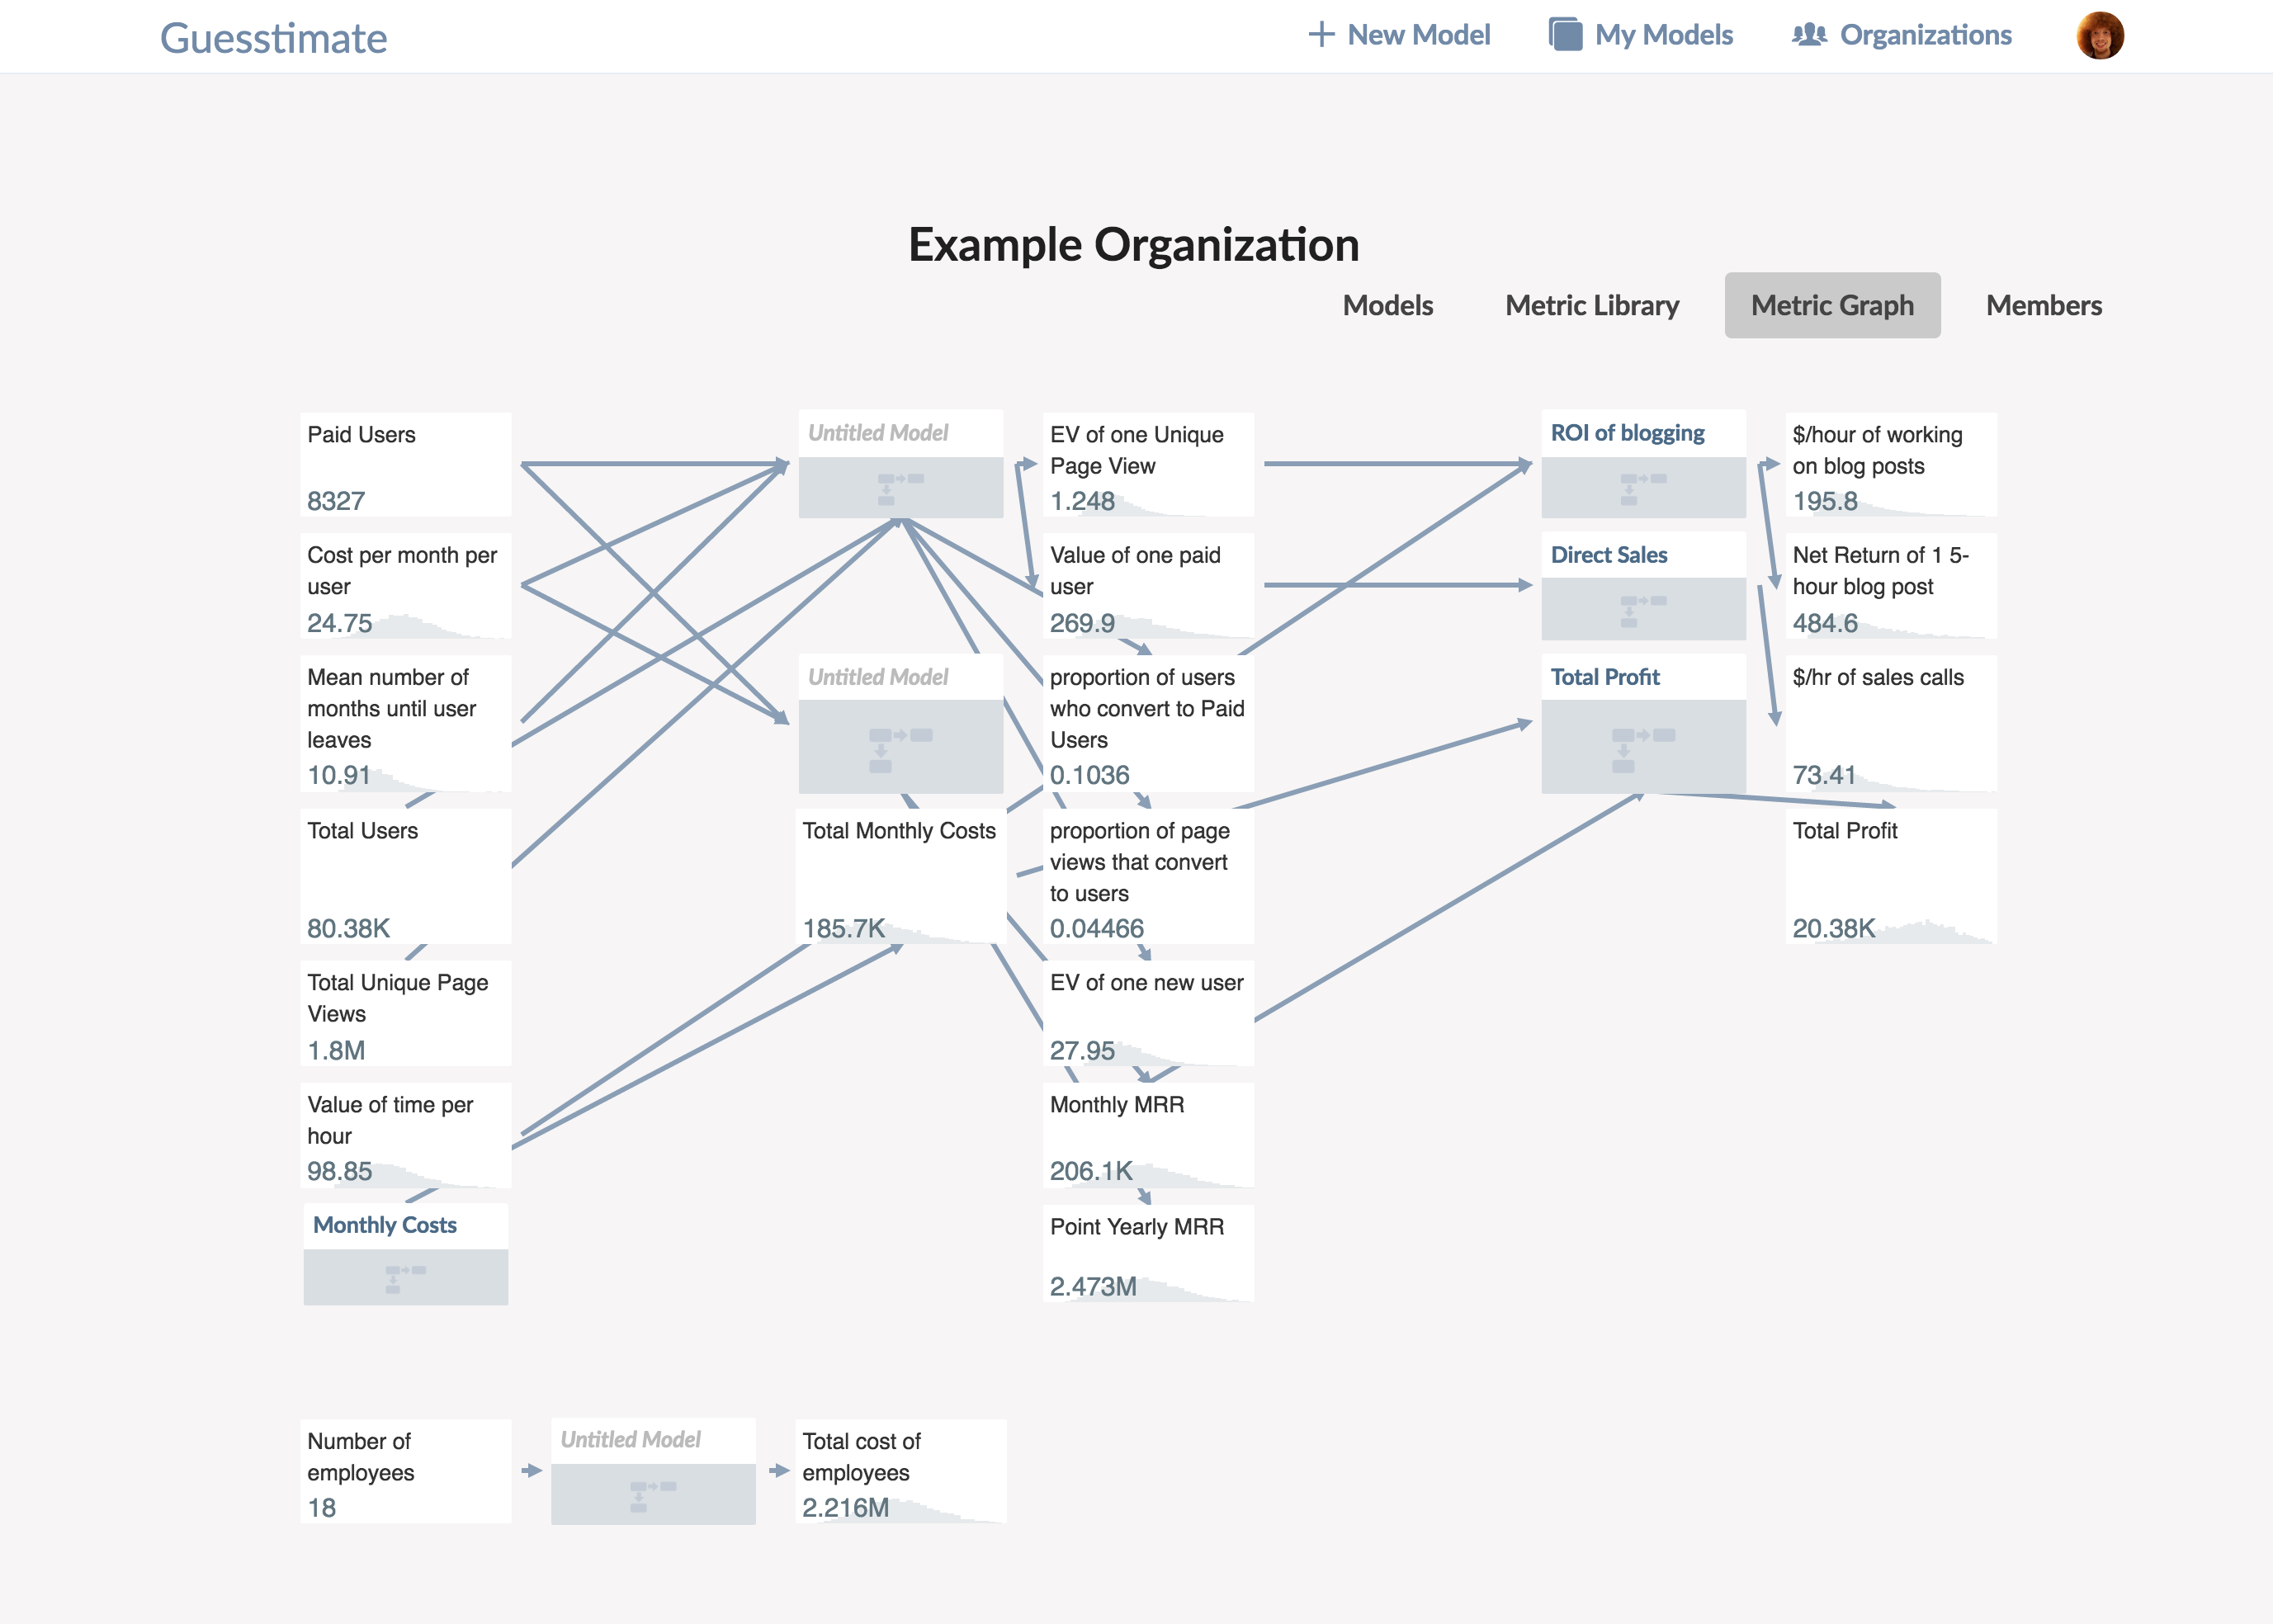 Guesstimate
New Model
My Models
Organizations
Example Organization
Models
Metric Library
Metric Graph
Members
Paid Users
8327
Cost per month per
user
24.75
Mean number of
months until user
leaves
10.91
Total Users
80.38K
Total Unique Page
Views
1.8M
Value of time per
hour
98.85
Monthly Costs
Untitled Model
Untitled Model
Total Monthly Costs
185.7K
EV of one Unique
Page View
1.248
Value of one paid
user
269.9
proportion of users
who convert to Paid
Users
0.1036
proportion of page
views that convert
to users
0.04466
EV of one new user
27.95
Monthly MRR
206.1K
Point Yearly MRR
2.473M
ROI of blogging
Direct Sales
Total Profit
$/hour of working
on blog posts
195.8
Net Return of 1 5-
hour blog post
484.6
$/hr of sales calls
73.41
Total Profit
20.38K
Number of
employees
18
Untitled Model
Total cost of
employees
2.216M